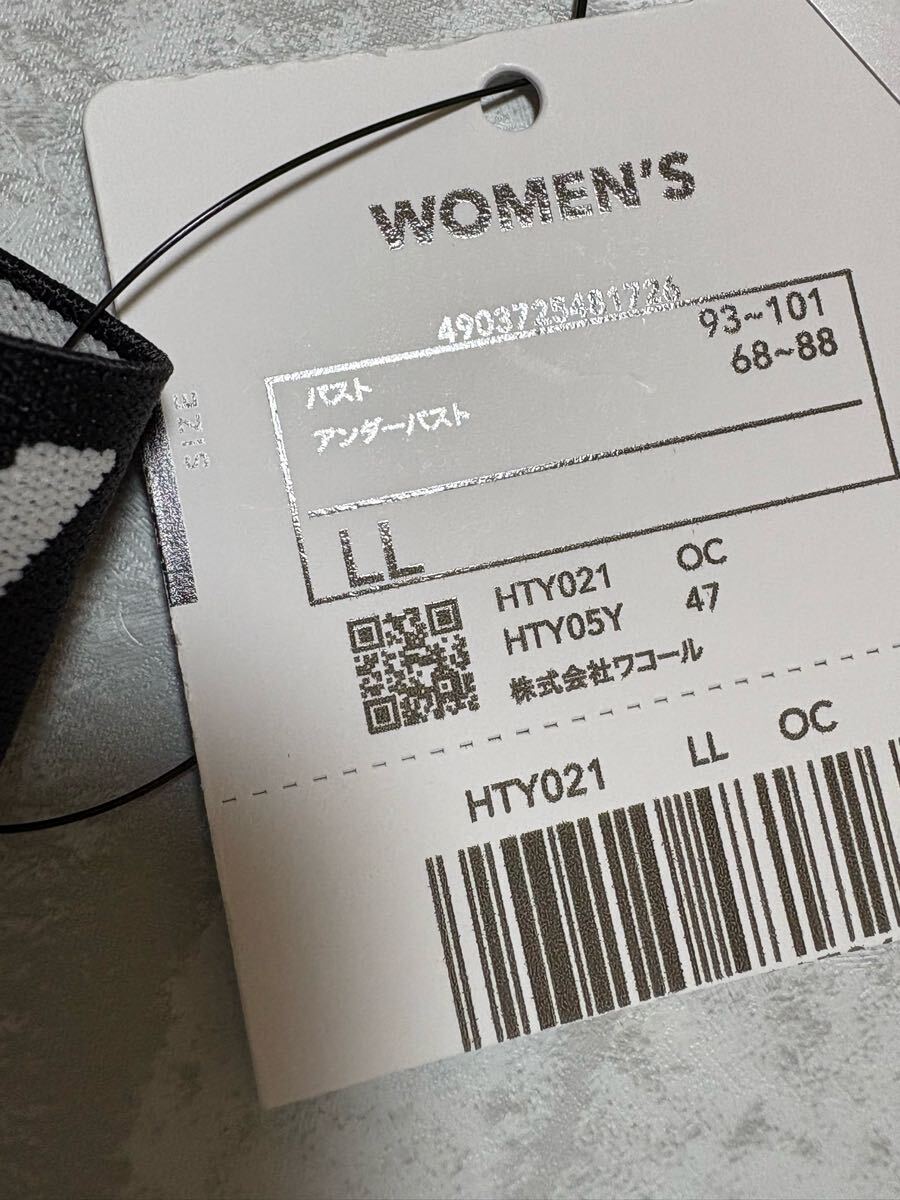 WOMEN'S
4903725401726
バスト 93~101
アンダーバスト 68~88
SIZE
LL
HTY021 OC
HTY05Y 47
株式会社ワコール
HTY021 LL OC